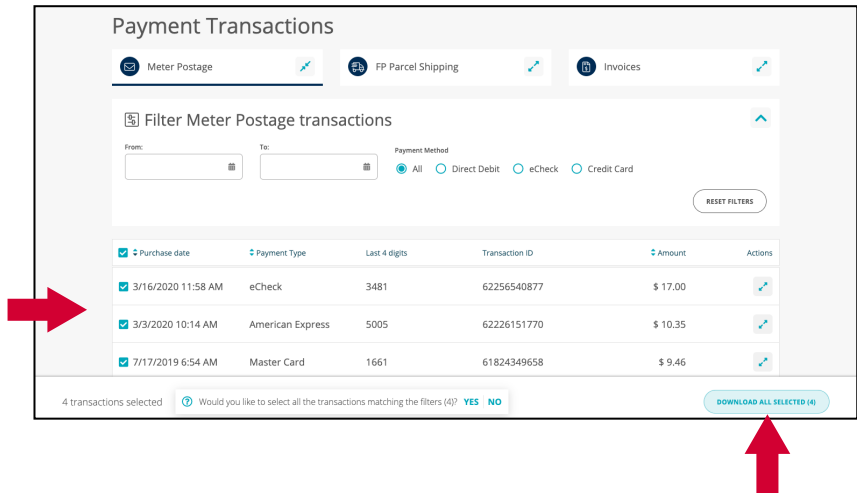 Payment Transactions
Meter Postage
FP Parcel Shipping
Invoices
Filter Meter Postage transactions
From:
To:
Payment Method
All
Direct Debit
eCheck
Credit Card
RESET FILTERS
Purchase date Payment Type Last 4 digits Transaction ID Amount Actions
3/16/2020 11:58 AM eCheck 3481 62256540877 $ 17.00
3/3/2020 10:14 AM American Express 5005 62226151770 $ 10.35
7/17/2019 6:54 AM Master Card 1661 61824349658 $ 9.46
4 transactions selected
? Would you like to select all the transactions matching the filters (4)? YES NO
DOWNLOAD ALL SELECTED (4)